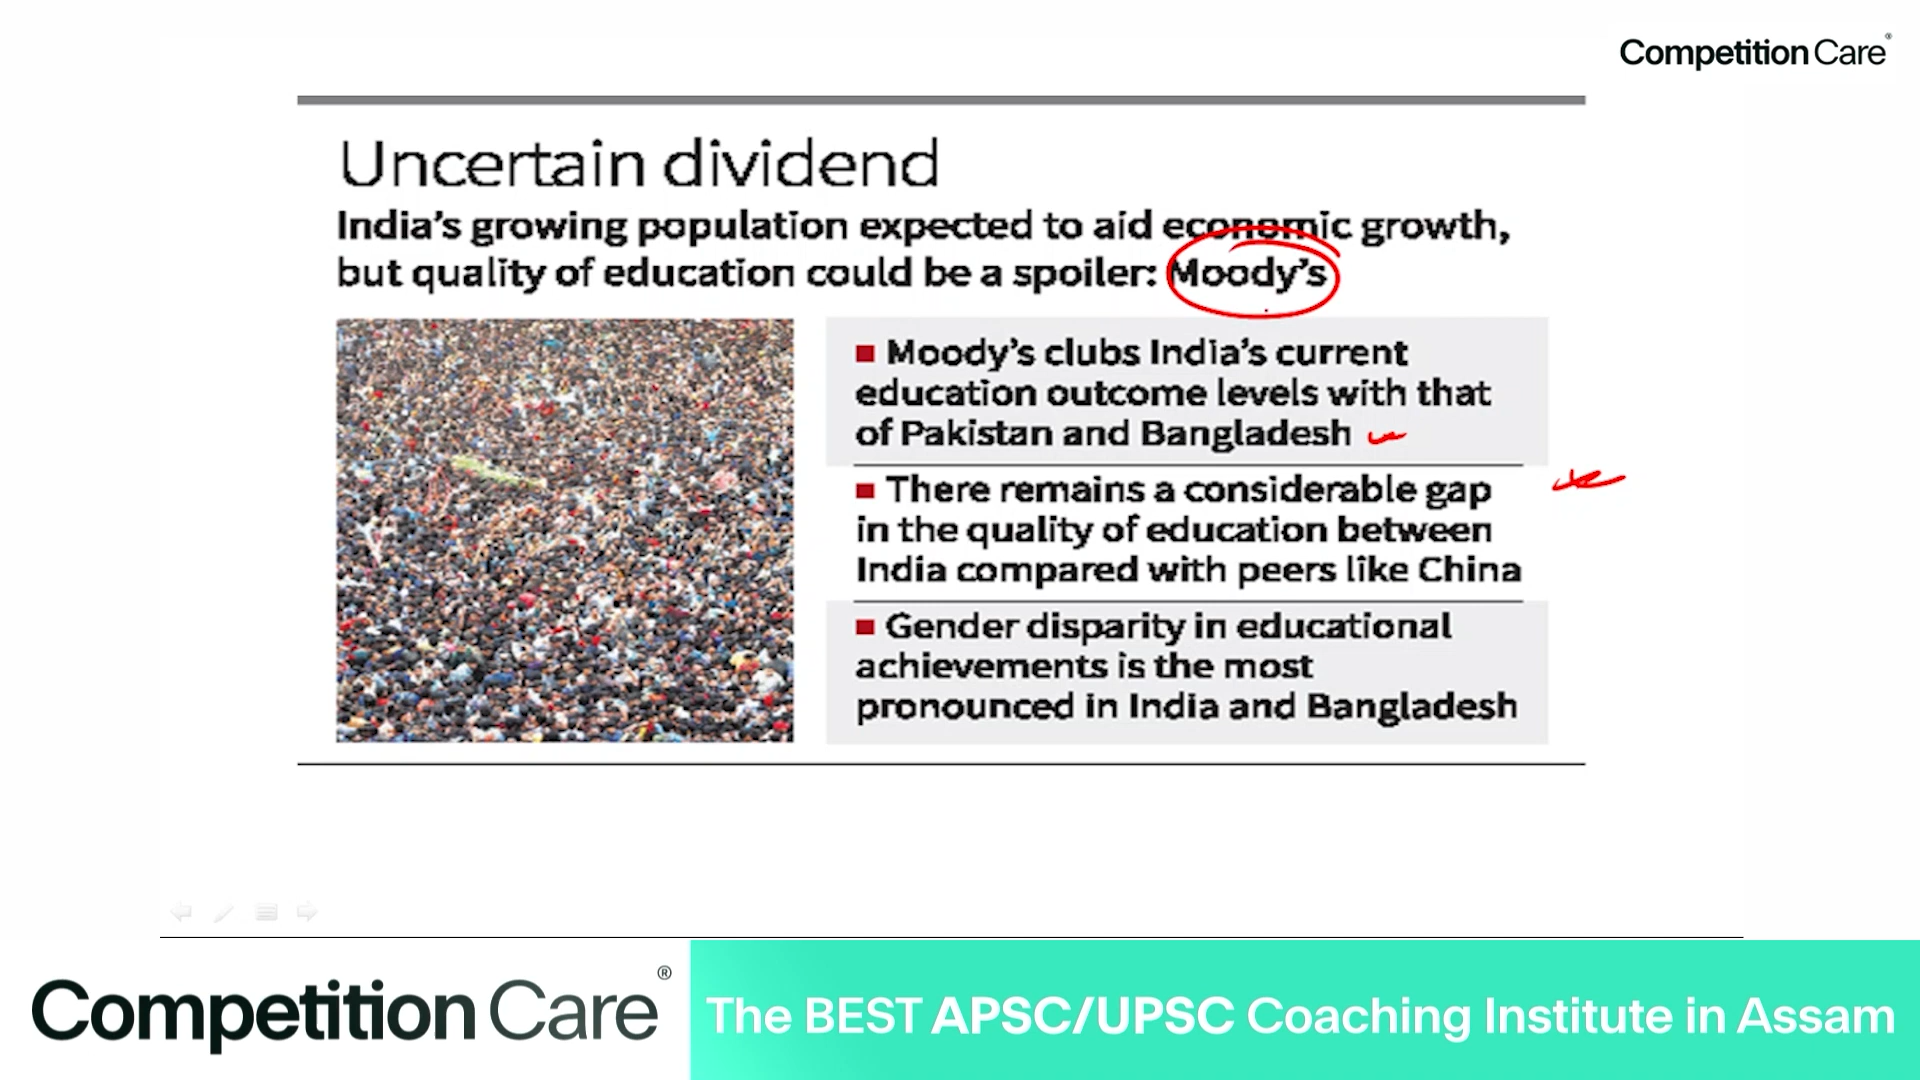 Competition Care®
Uncertain dividend
India's growing population expected to aid economic growth,
but quality of education could be a spoiler: Moody's
Moody's clubs India's current
education outcome levels with that
of Pakistan and Bangladesh
There remains a considerable gap
in the quality of education between
India compared with peers like China
Gender disparity in educational
achievements is the most
pronounced in India and Bangladesh
Competition Care®
The BEST APSC/UPSC Coaching Institute in Assam